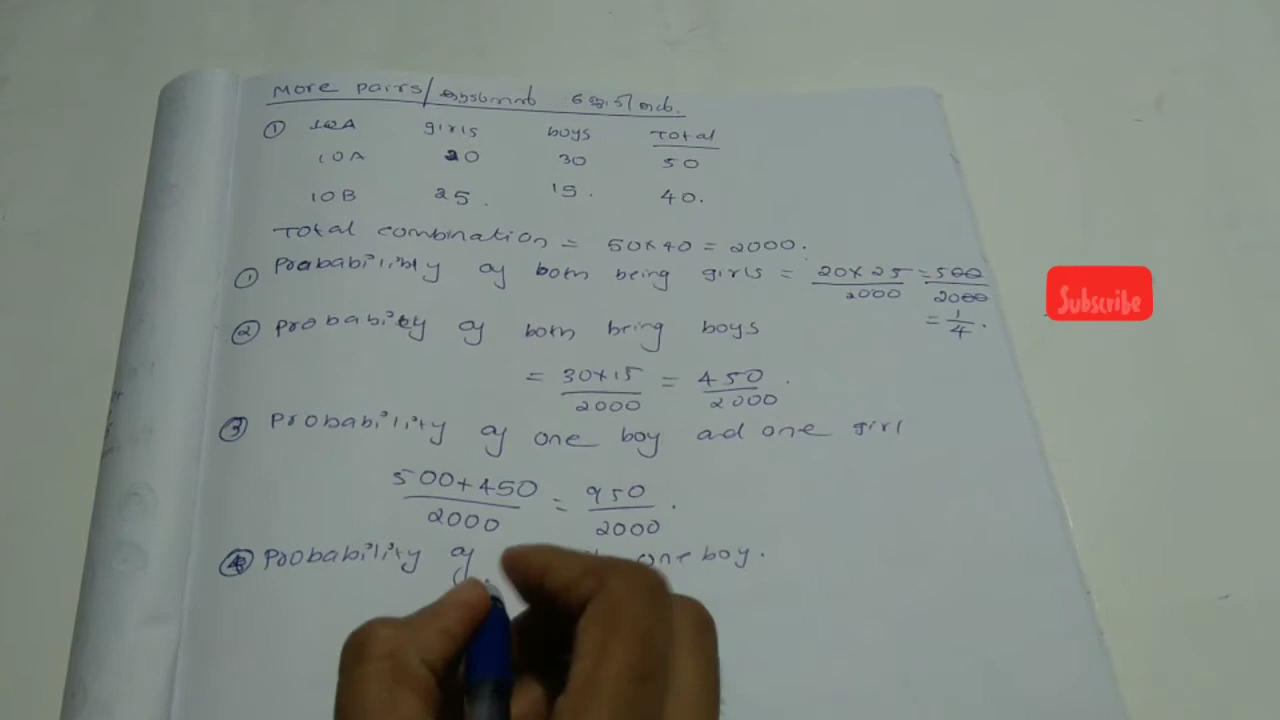 More pairs/
① 10A girls boys Total
10A 20 30 50
10B 25. 15. 40.
Total combination = 50×40 = 2000.
① Probability of both being girls = 20×25/2000 = 500/2000
= 1/4.
② Probability of both being boys
= 30×15/2000 = 450/2000.
③ Probability of one boy ad one girl
500+450/2000 = 950/2000.
④ Probability of one boy.
Subscribe